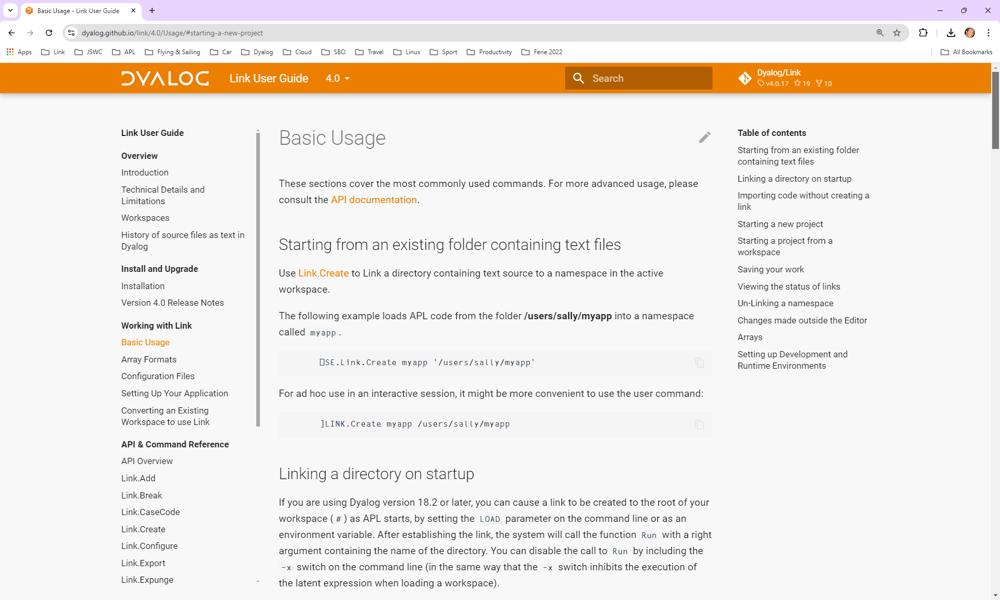 Basic Usage - Link User Guide
dyalog.github.io/link/4.0/Usage/#starting-a-new-project
Apps Link JSWC APL Flying & Sailing Car Dyalog Cloud SBO Travel Linux Sport Productivity Ferie 2022 All Bookmarks
DYALOG Link User Guide 4.0 Search
Dyalog/Link
v4.0.17 19 10
Link User Guide
Overview
Introduction
Technical Details and
Limitations
Workspaces
History of source files as text in
Dyalog
Install and Upgrade
Installation
Version 4.0 Release Notes
Working with Link
Basic Usage
Array Formats
Configuration Files
Setting Up Your Application
Converting an Existing
Workspace to use Link
API & Command Reference
API Overview
Link.Add
Link.Break
Link.CaseCode
Link.Create
Link.Configure
Link.Export
Link.Expunge
Basic Usage
These sections cover the most commonly used commands. For more advanced usage, please
consult the API documentation.
Starting from an existing folder containing text files
Use Link.Create to Link a directory containing text source to a namespace in the active
workspace.
The following example loads APL code from the folder /users/sally/myapp into a namespace
called myapp .
⎕SE.Link.Create myapp '/users/sally/myapp'
For ad hoc use in an interactive session, it might be more convenient to use the user command:
]LINK.Create myapp /users/sally/myapp
Linking a directory on startup
If you are using Dyalog version 18.2 or later, you can cause a link to be created to the root of your
workspace ( # ) as APL starts, by setting the LOAD parameter on the command line or as an
environment variable. After establishing the link, the system will call the function Run with a right
argument containing the name of the directory. You can disable the call to Run by including the
-x switch on the command line (in the same way that the -x switch inhibits the execution of
the latent expression when loading a workspace).
Table of contents
Starting from an existing folder
containing text files
Linking a directory on startup
Importing code without creating a
link
Starting a new project
Starting a project from a
workspace
Saving your work
Viewing the status of links
Un-Linking a namespace
Changes made outside the Editor
Arrays
Setting up Development and
Runtime Environments